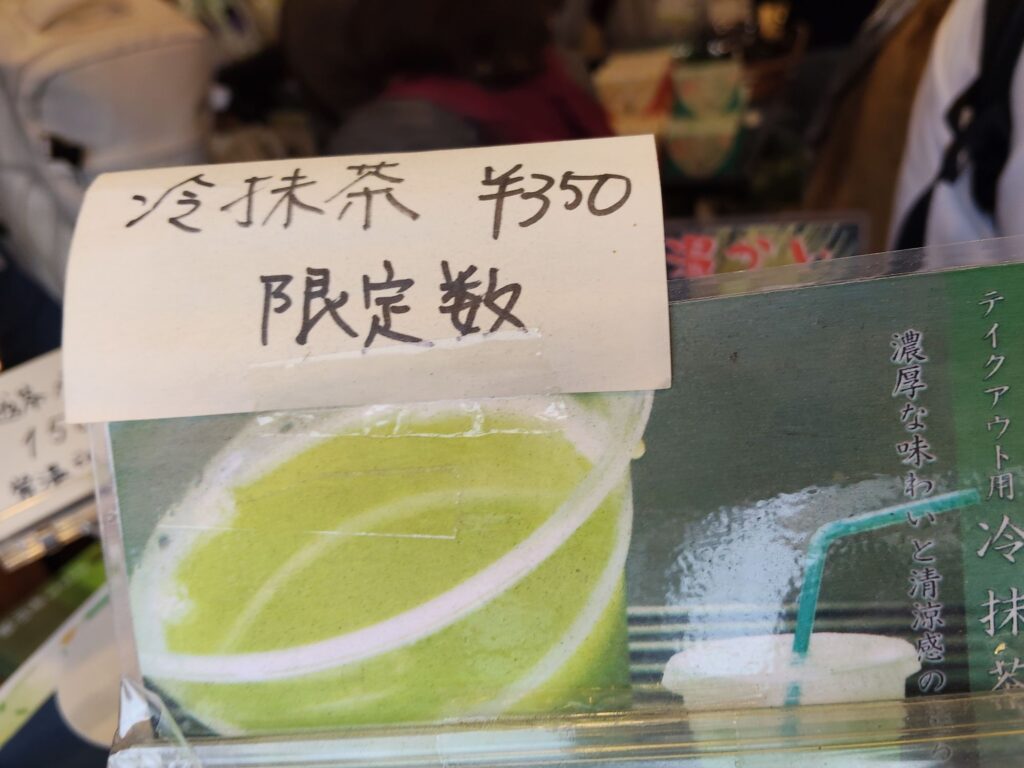 冷抹茶 ¥350
限定数
テイクアウト用 冷抹茶
濃厚な味わいと清涼感の